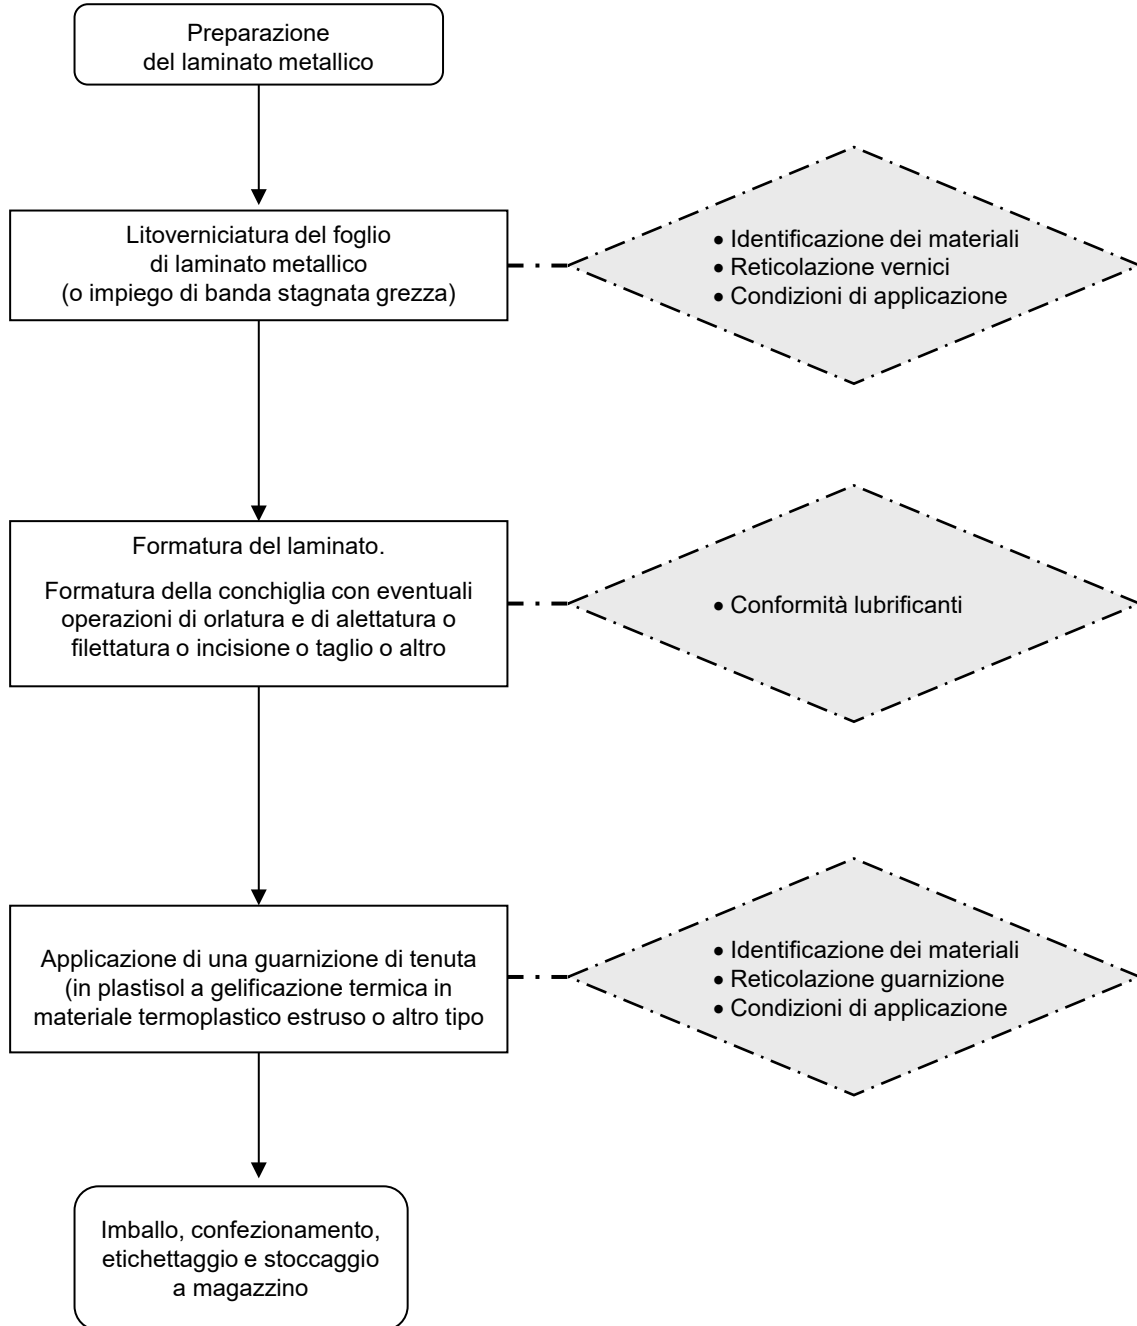 Preparazione
del laminato metallico
Litoverniciatura del foglio
di laminato metallico
(o impiego di banda stagnata grezza)
• Identificazione dei materiali
• Reticolazione vernici
• Condizioni di applicazione
Formatura del laminato.
Formatura della conchiglia con eventuali
operazioni di orlatura e di alettatura o
filettatura o incisione o taglio o altro
• Conformità lubrificanti
Applicazione di una guarnizione di tenuta
(in plastisol a gelificazione termica in
materiale termoplastico estruso o altro tipo
• Identificazione dei materiali
• Reticolazione guarnizione
• Condizioni di applicazione
Imballo, confezionamento,
etichettaggio e stoccaggio
a magazzino